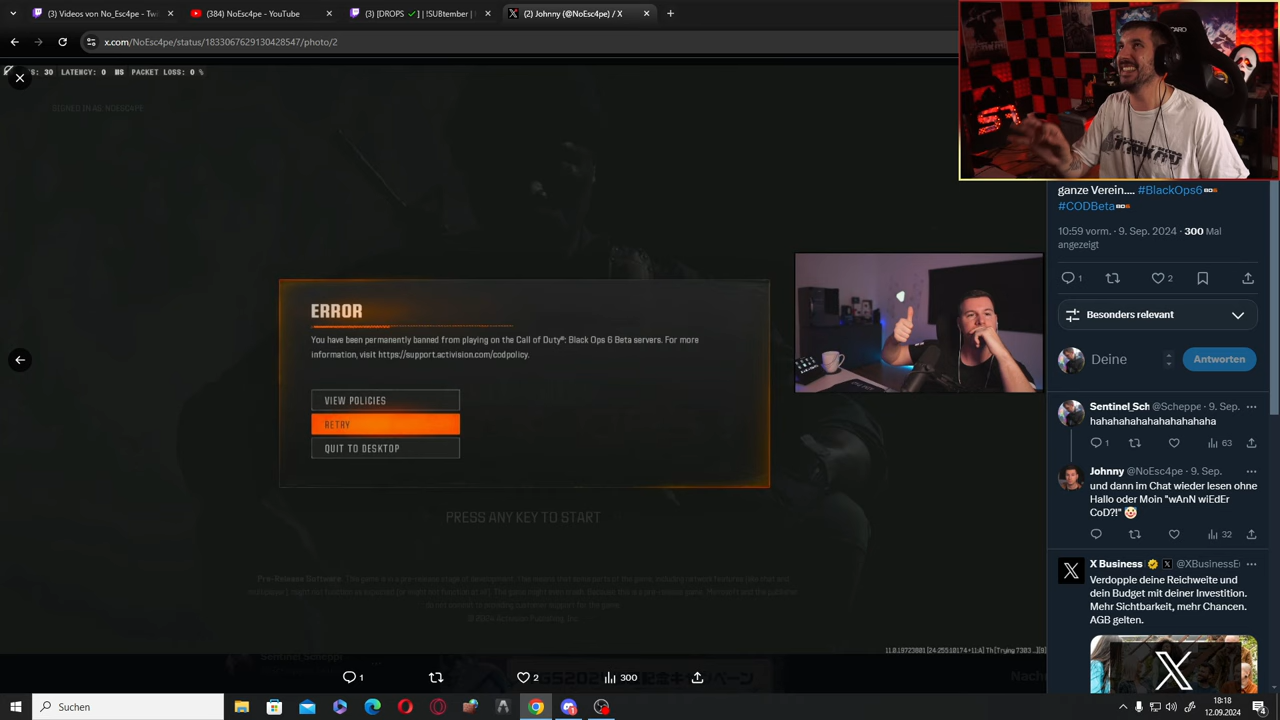 (3) Videos von No_Esc4pe - Tw
(384) NoEsc4pe - YouTube
(3) [DROPS ✅] | !SUBtember |
(2) Johnny (@NoEsc4pe) / X
x.com/NoEsc4pe/status/1833067629130428547/photo/2
: 30 LATENCY: 0 MS PACKET LOSS: 0 %
SIGNED IN AS: NOESC4PE
ERROR
You have been permanently banned from playing on the Call of Duty®: Black Ops 6 Beta servers. For more
information, visit https://support.activision.com/codpolicy.
VIEW POLICIES
RETRY
QUIT TO DESKTOP
PRESS ANY KEY TO START
1
2
300
ganze Verein.... #BlackOps6
#CODBeta
10:59 vorm. · 9. Sep. 2024 · 300 Mal
angezeigt
1
2
Besonders relevant
Deine
Antworten
Sentinel_Sch @Scheppe · 9. Sep.
hahahahahahahahahaha
1
63
Johnny @NoEsc4pe · 9. Sep.
und dann im Chat wieder lesen ohne
Hallo oder Moin "wAnN wiEdEr
CoD?!" 🤡
32
X Business @XBusinessE
Verdopple deine Reichweite und
dein Budget mit deiner Investition.
Mehr Sichtbarkeit, mehr Chancen.
AGB gelten.
Suchen
18:18
12.09.2024
4